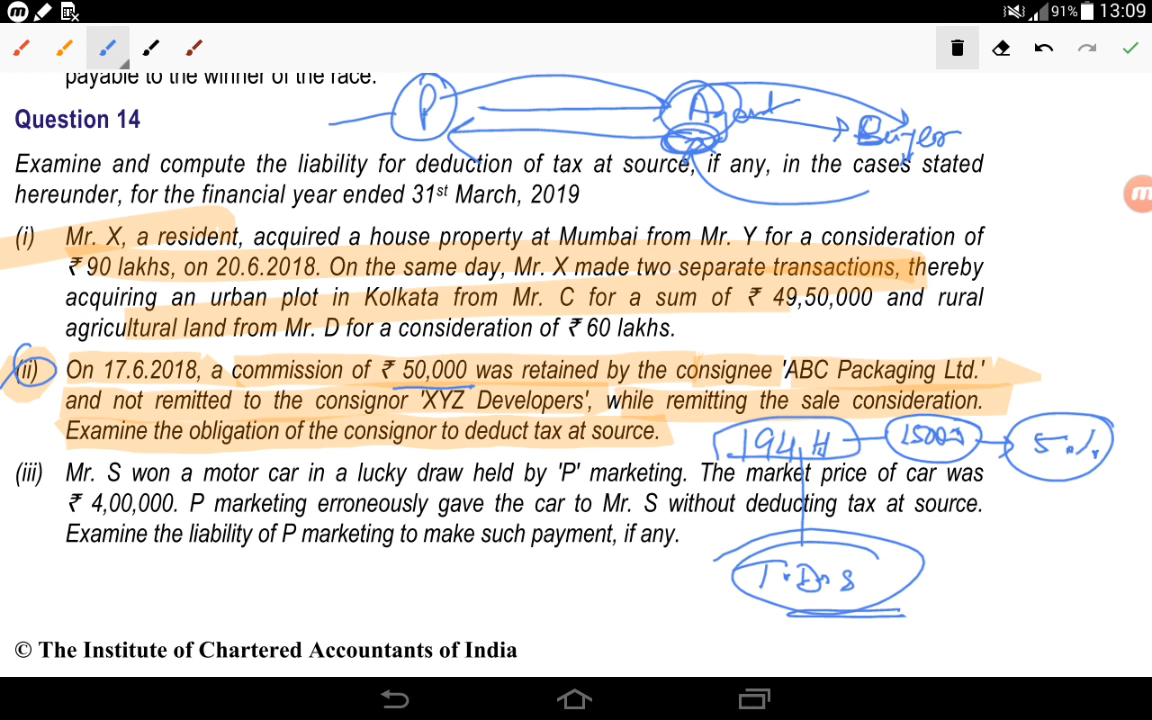 91% 13:09
payable to the winner of the race.
P Agent Buyer
Question 14
Examine and compute the liability for deduction of tax at source, if any, in the cases stated
hereunder, for the financial year ended 31st March, 2019
(i) Mr. X, a resident, acquired a house property at Mumbai from Mr. Y for a consideration of
₹ 90 lakhs, on 20.6.2018. On the same day, Mr. X made two separate transactions, thereby
acquiring an urban plot in Kolkata from Mr. C for a sum of ₹ 49,50,000 and rural
agricultural land from Mr. D for a consideration of ₹ 60 lakhs.
(ii) On 17.6.2018, a commission of ₹ 50,000 was retained by the consignee 'ABC Packaging Ltd.'
and not remitted to the consignor 'XYZ Developers', while remitting the sale consideration.
Examine the obligation of the consignor to deduct tax at source.
194H 15000 5%
(iii) Mr. S won a motor car in a lucky draw held by 'P' marketing. The market price of car was
₹ 4,00,000. P marketing erroneously gave the car to Mr. S without deducting tax at source.
Examine the liability of P marketing to make such payment, if any.
T.D.S
© The Institute of Chartered Accountants of India